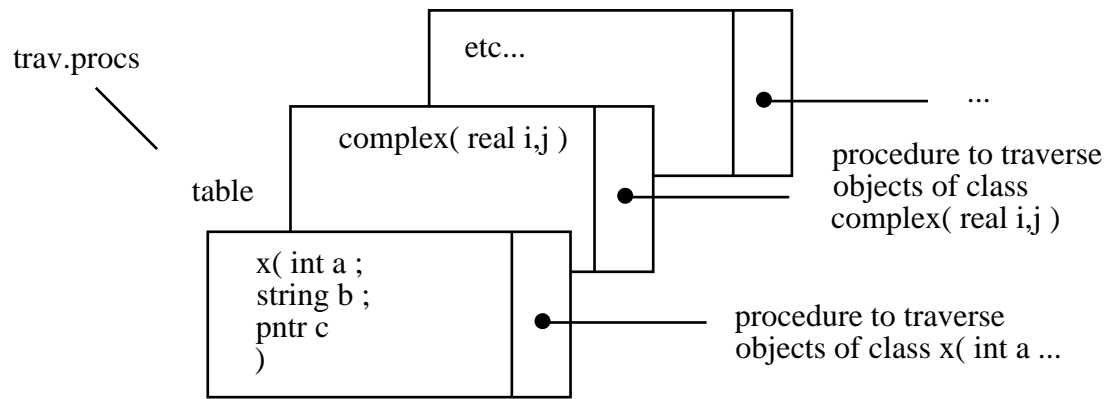 etc...
trav.procs
...
complex( real i,j )
procedure to traverse
objects of class
complex( real i,j )
table
x( int a ;
string b ;
pntr c
)
procedure to traverse
objects of class x( int a ...